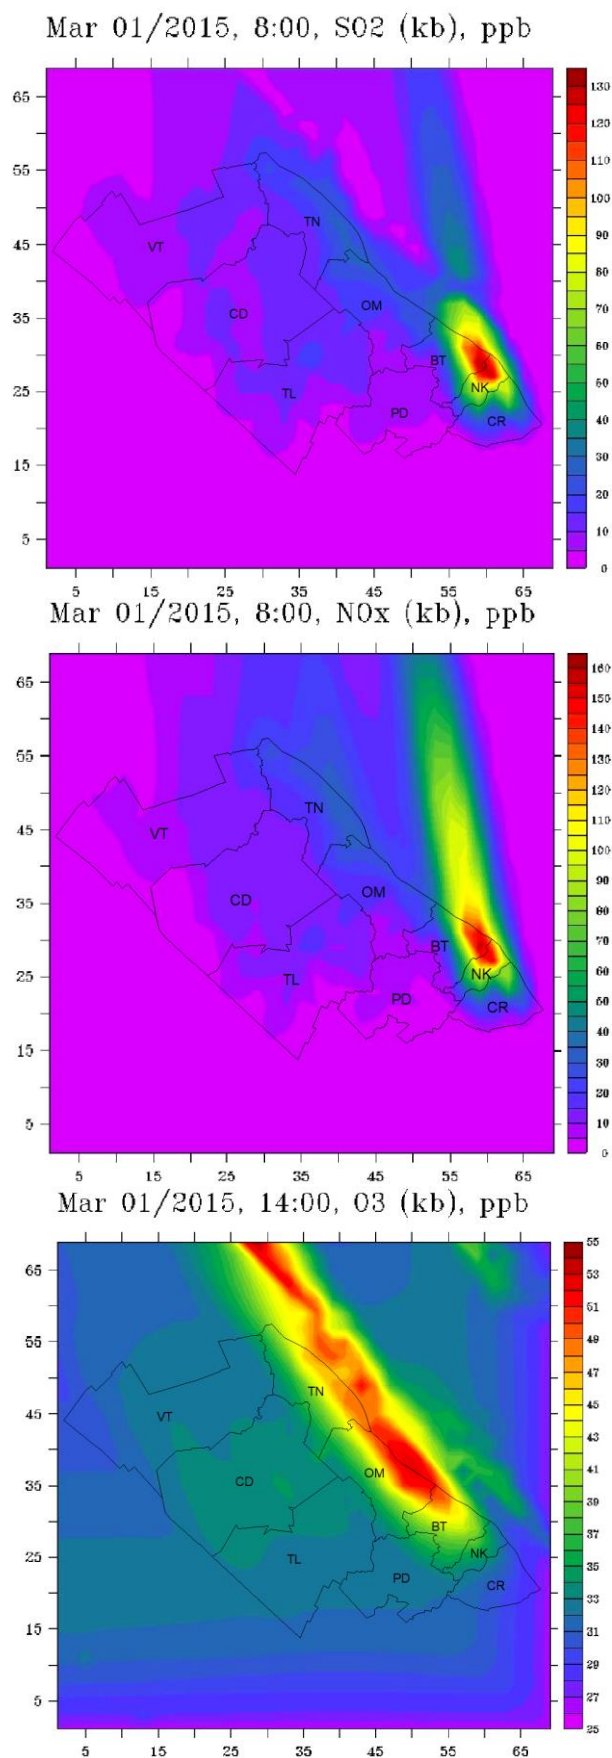 Mar 01/2015, 8:00, SO2 (kb), ppb
65
55
45
35
25
15
5
5 15 25 35 45 55 65
VT
TN
CD
OM
BT
TL
NK
PD
CR
130
120
110
100
90
80
70
60
50
40
30
20
10
0
Mar 01/2015, 8:00, NOx (kb), ppb
65
55
45
35
25
15
5
5 15 25 35 45 55 65
TN
VT
OM
CD
BT
NK
TL
PD
CR
160
150
140
130
120
110
100
90
80
70
60
50
40
30
20
10
0
Mar 01/2015, 14:00, O3 (kb), ppb
65
55
45
35
25
15
5
5 15 25 35 45 55 65
TN
VT
OM
CD
BT
NK
TL
PD
CR
55
53
51
49
47
45
43
41
39
37
35
33
31
29
27
25